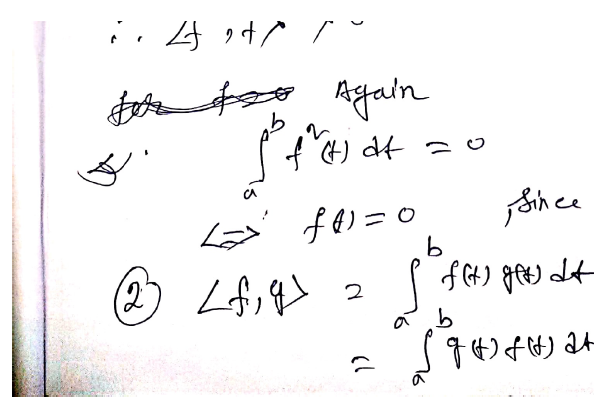 Again
∫_a^b f²(t) dt = 0
<=> f(t) = 0 , Since
② <f, g> = ∫_a^b f(t) g(t) dt
= ∫_a^b g(t) f(t) dt